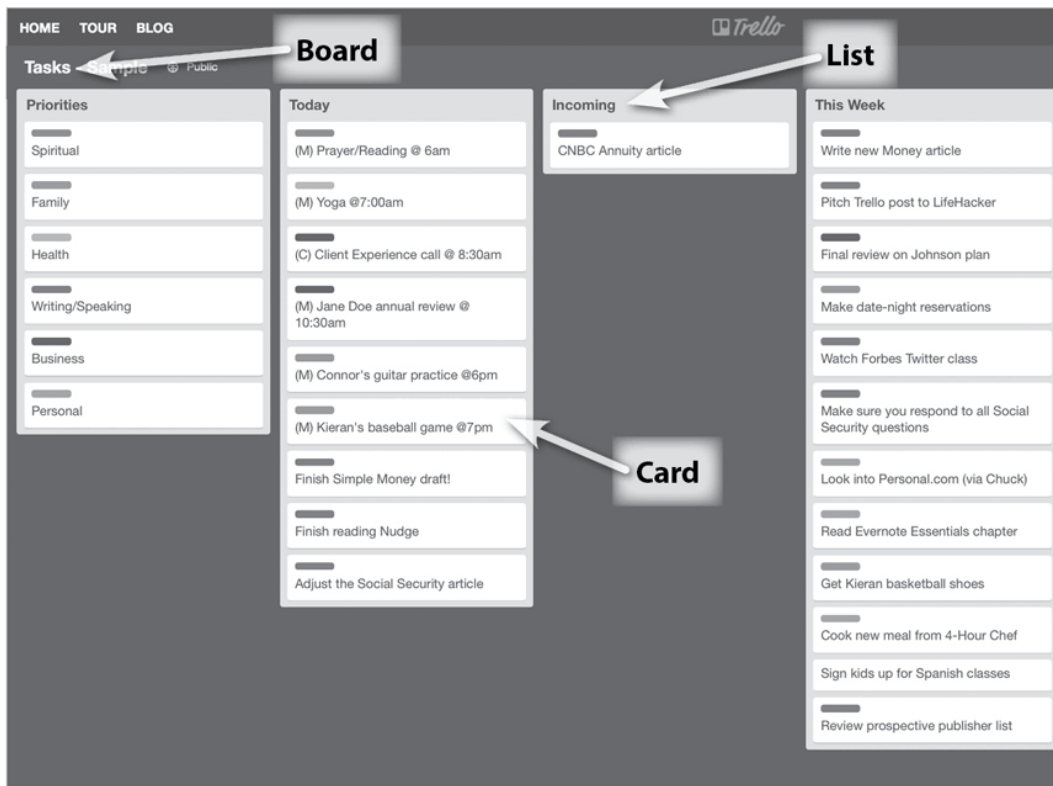 HOME TOUR BLOG
Trello
Board
List
Tasks - Sample Public
Priorities
Spiritual
Family
Health
Writing/Speaking
Business
Personal
Today
(M) Prayer/Reading @ 6am
(M) Yoga @7:00am
(C) Client Experience call @ 8:30am
(M) Jane Doe annual review @
10:30am
(M) Connor's guitar practice @6pm
(M) Kieran's baseball game @7pm
Finish Simple Money draft!
Finish reading Nudge
Adjust the Social Security article
Incoming
CNBC Annuity article
Card
This Week
Write new Money article
Pitch Trello post to LifeHacker
Final review on Johnson plan
Make date-night reservations
Watch Forbes Twitter class
Make sure you respond to all Social
Security questions
Look into Personal.com (via Chuck)
Read Evernote Essentials chapter
Get Kieran basketball shoes
Cook new meal from 4-Hour Chef
Sign kids up for Spanish classes
Review prospective publisher list